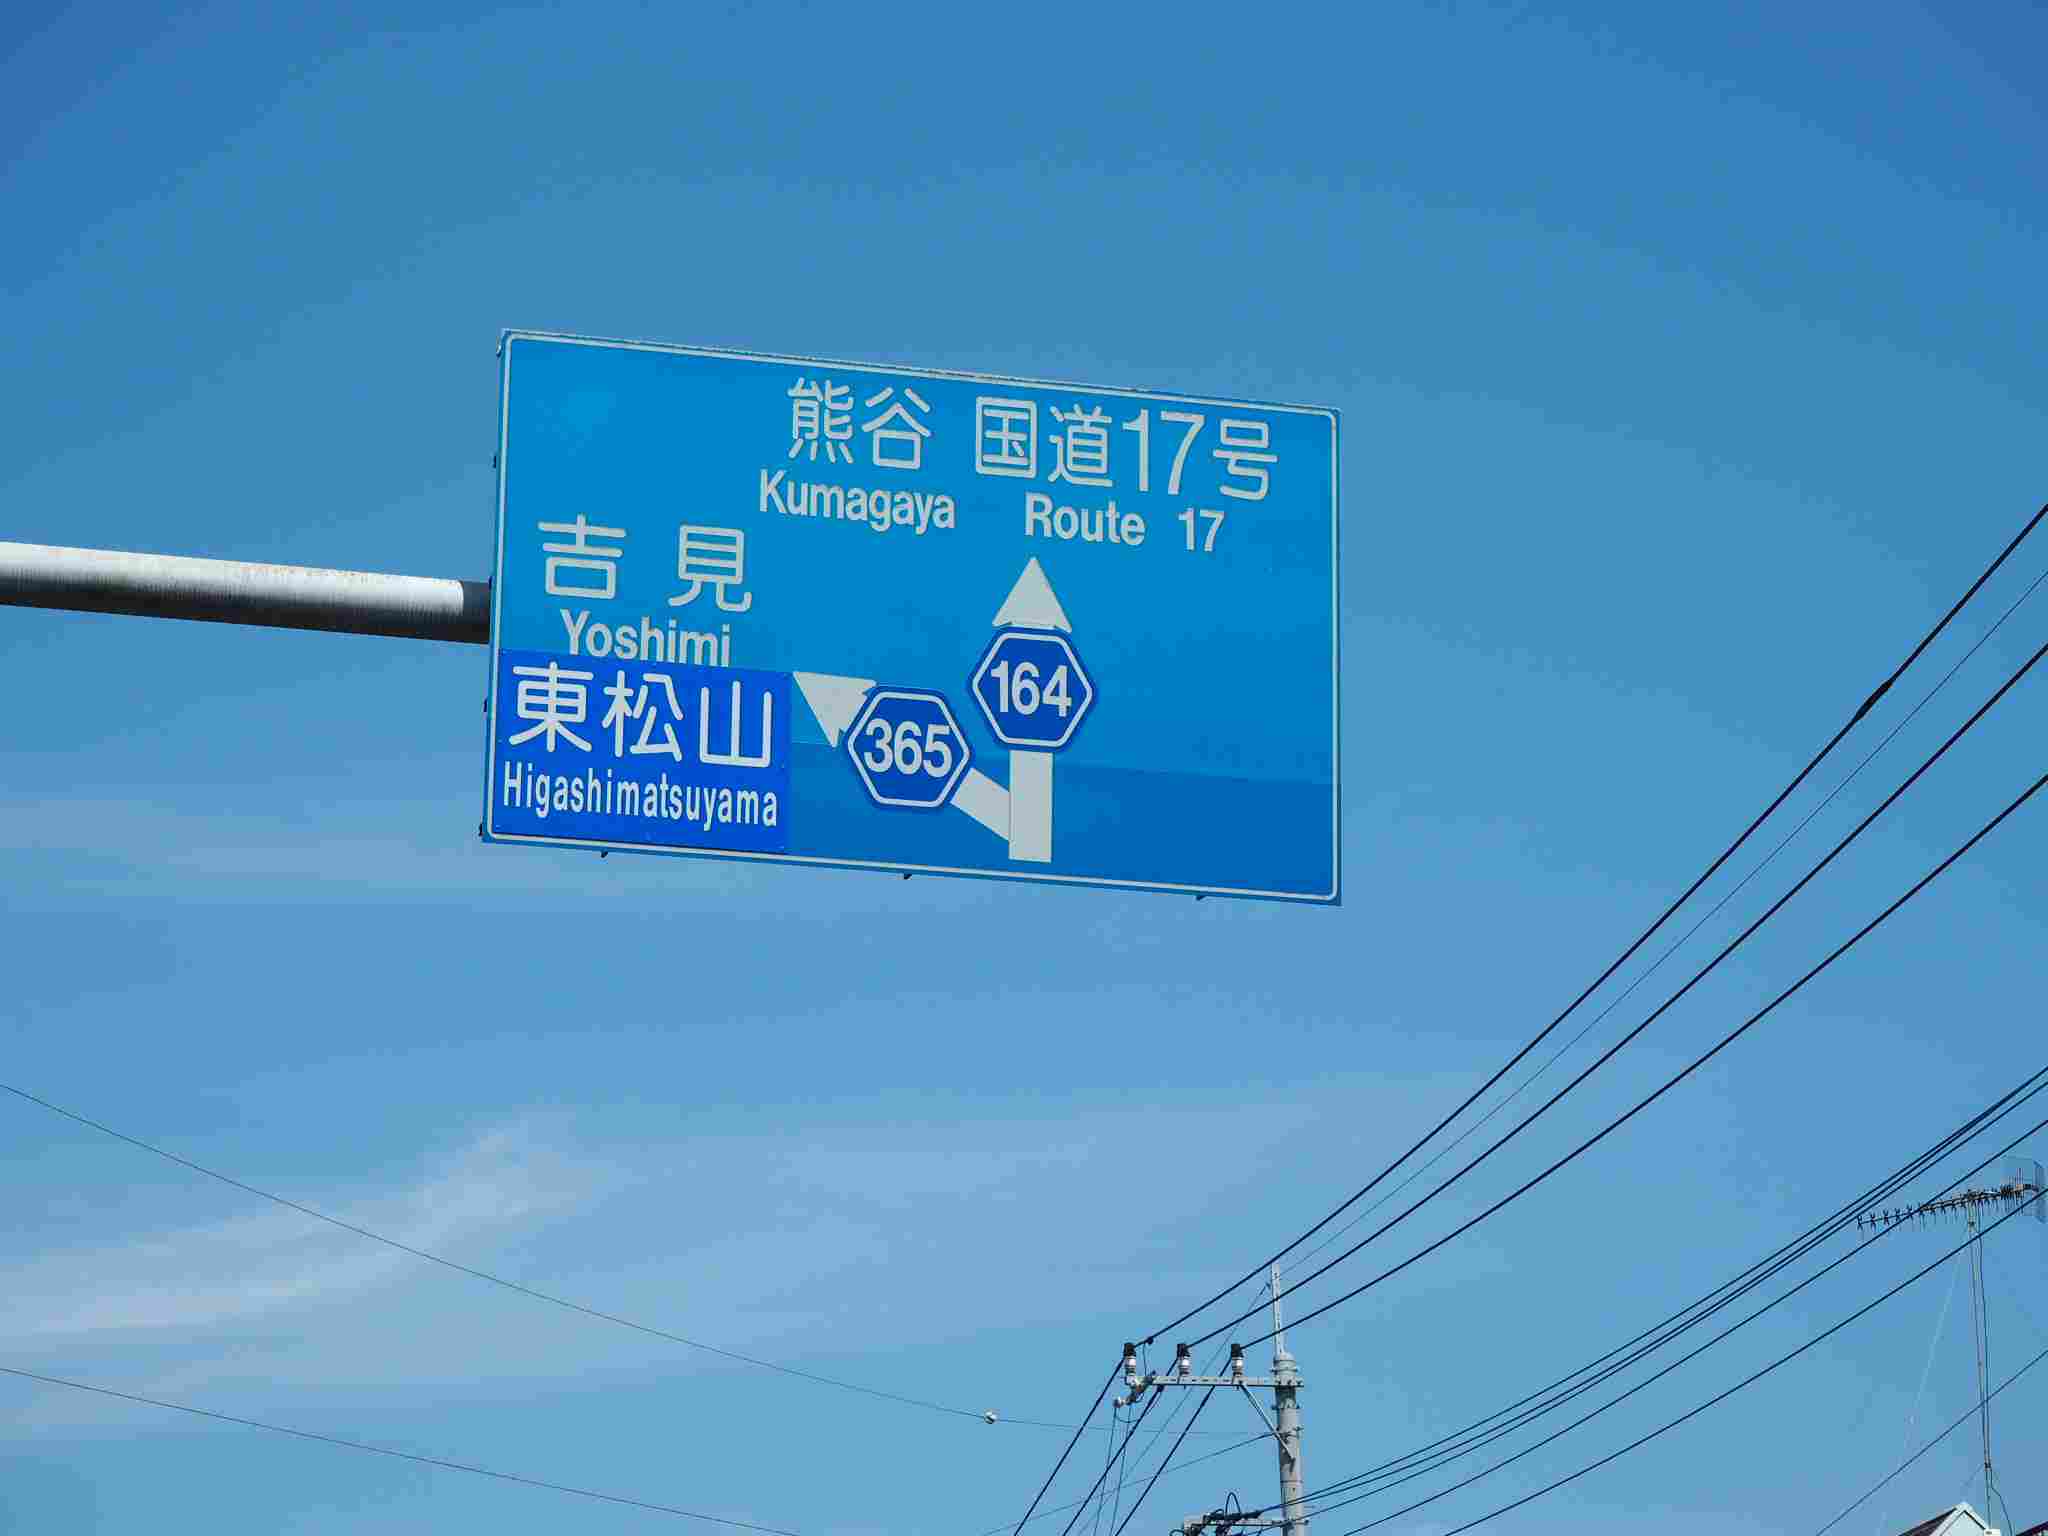 熊谷 国道17号
Kumagaya Route 17
吉見
Yoshimi
164
365
東松山
Higashimatsuyama